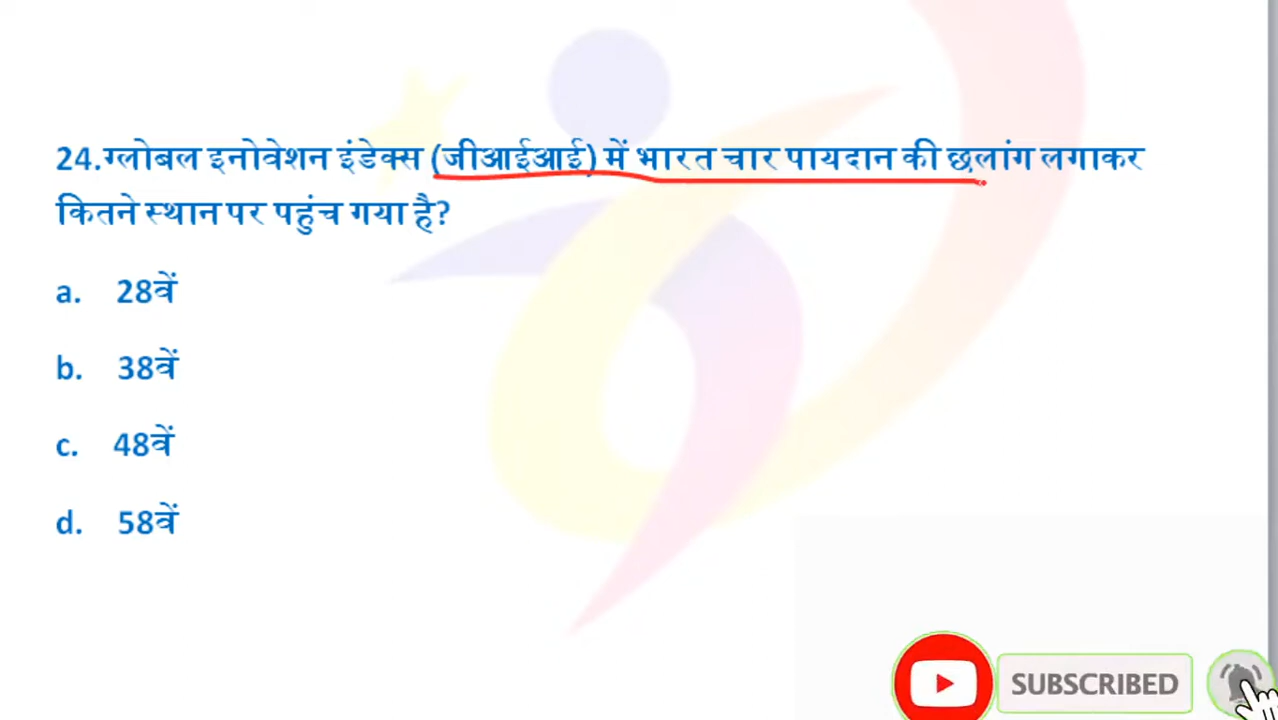 24.ग्लोबल इनोवेशन इंडेक्स (जीआईआई) में भारत चार पायदान की छलांग लगाकर
कितने स्थान पर पहुंच गया है?
a. 28वें
b. 38वें
c. 48वें
d. 58वें
SUBSCRIBED